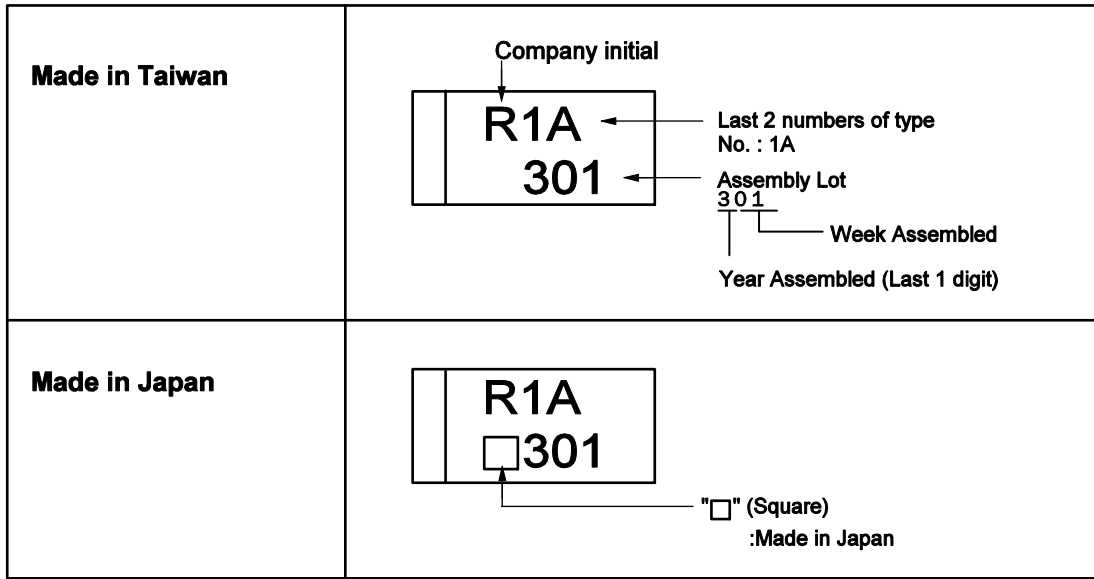 Made in Taiwan
Company initial
R1A
301
Last 2 numbers of type
No. : 1A
Assembly Lot
301
Week Assembled
Year Assembled (Last 1 digit)
Made in Japan
R1A
□301
"□" (Square)
:Made in Japan